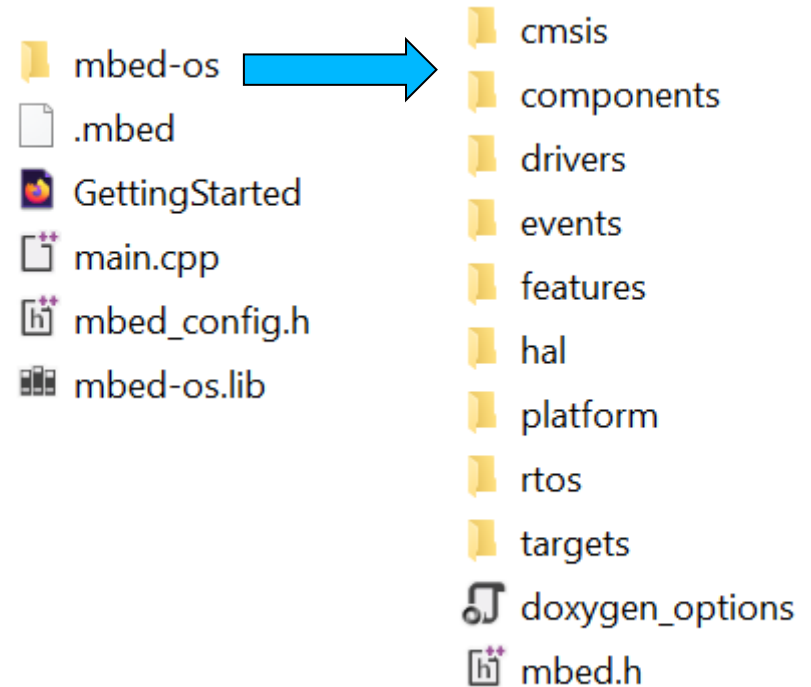 mbed-os
.mbed
GettingStarted
main.cpp
mbed_config.h
mbed-os.lib
cmsis
components
drivers
events
features
hal
platform
rtos
targets
doxygen_options
mbed.h